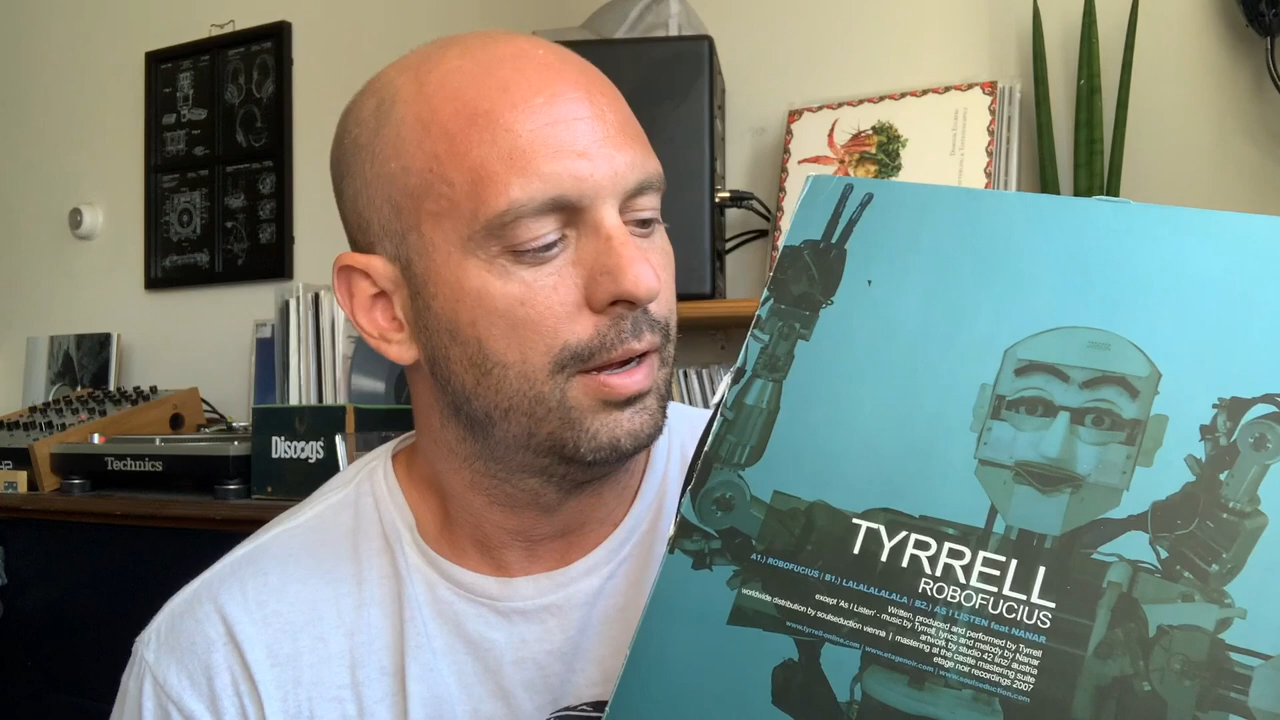 Technics
Discogs
TYRRELL
ROBOFUCIUS
A1.) ROBOFUCIUS | B1.) LALALALALALA | B2.) AS I LISTEN feat NANAR
Written, produced and performed by Tyrrell
except 'As I Listen' - music by Tyrrell, lyrics and melody by Nanar
artwork by studio 42 linz/ austria
worldwide distribution by soulseduction vienna | mastering at the castle mastering suite
etage noir recordings 2007
www.tyrrell-online.com | www.etagenoir.com | www.soulseduction.com